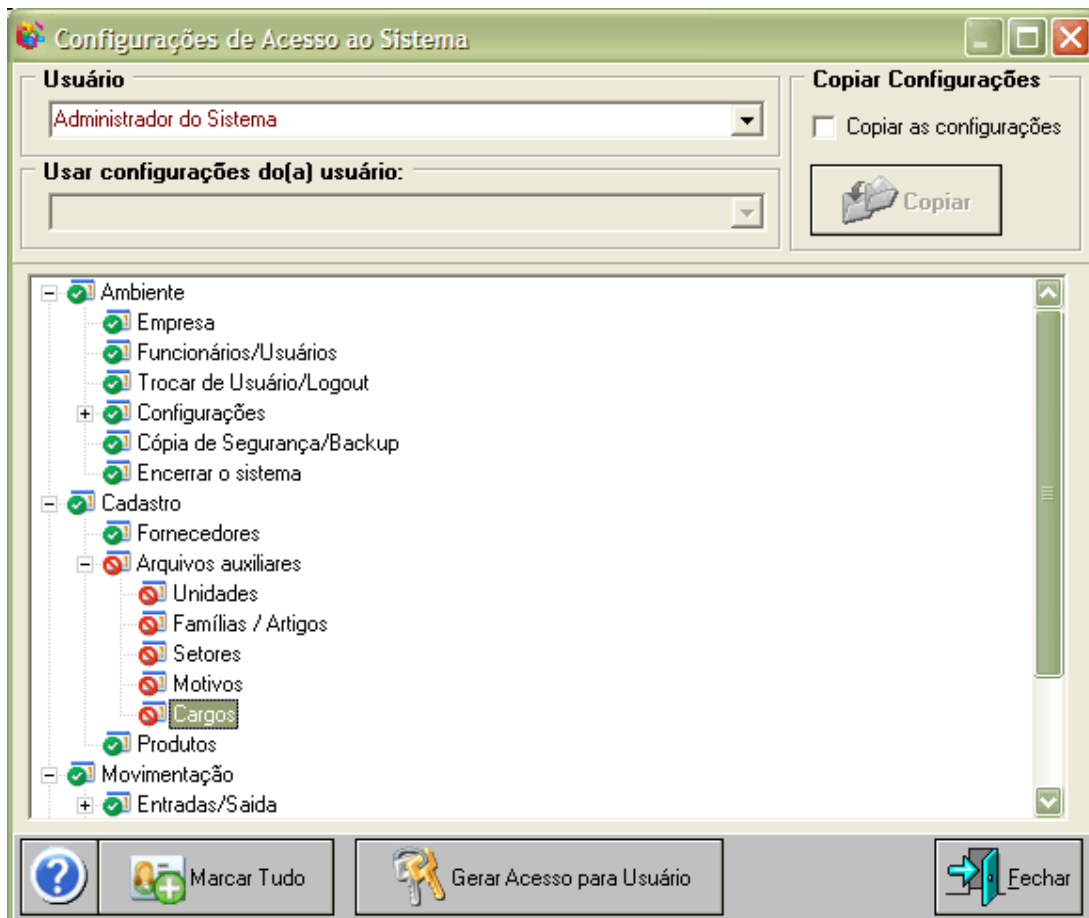 Configurações de Acesso ao Sistema
Usuário
Administrador do Sistema
Usar configurações do(a) usuário:
Copiar Configurações
Copiar as configurações
Copiar
Ambiente
Empresa
Funcionários/Usuários
Trocar de Usuário/Logout
Configurações
Cópia de Segurança/Backup
Encerrar o sistema
Cadastro
Fornecedores
Arquivos auxiliares
Unidades
Famílias / Artigos
Setores
Motivos
Cargos
Produtos
Movimentação
Entradas/Saida
Marcar Tudo
Gerar Acesso para Usuário
Fechar